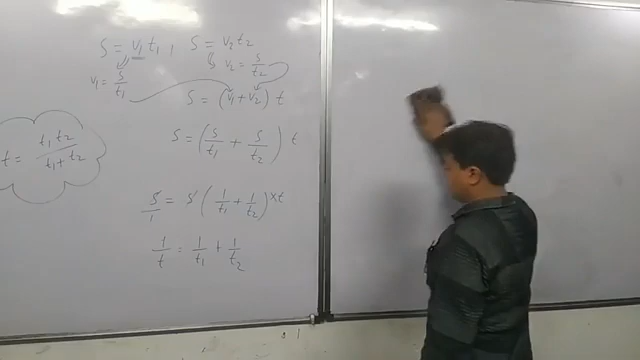 S = v₁ t₁ , S = v₂ t₂
v₁ = s/t₁ v₂ = s/t₂
S = (v₁ + v₂) t
S = (s/t₁ + s/t₂) t
t = t₁ t₂ / t₁ + t₂
s/1 = s (1/t₁ + 1/t₂) × t
1/t = 1/t₁ + 1/t₂